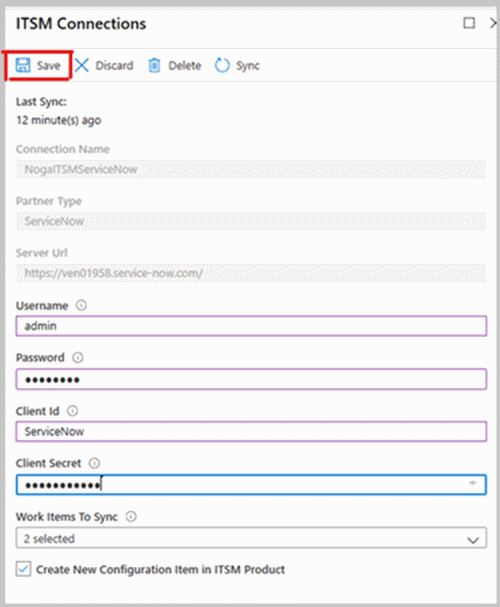 ITSM Connections
Save Discard Delete Sync
Last Sync:
12 minute(s) ago
Connection Name
NogaITSMServiceNow
Partner Type
ServiceNow
Server Url
https://ven01958.service-now.com/
Username
admin
Password
••••••••
Client Id
ServiceNow
Client Secret
•••••••••••
Work Items To Sync
2 selected
Create New Configuration Item in ITSM Product